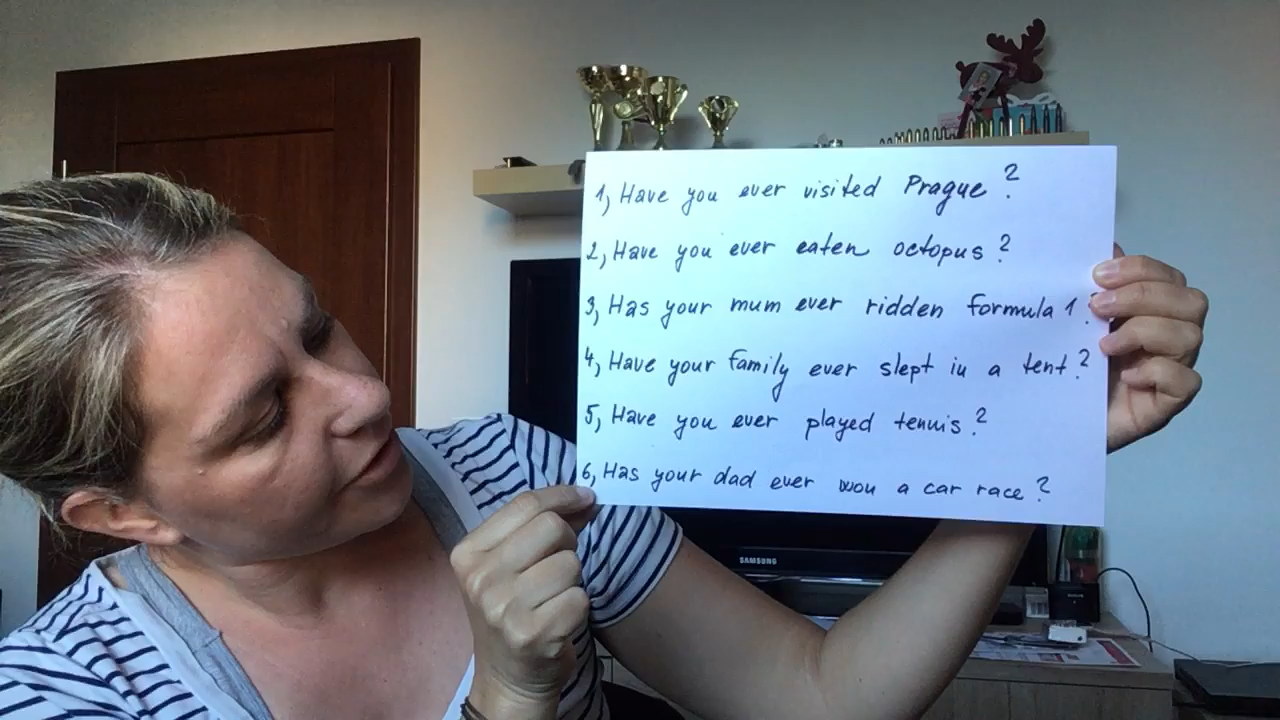 1, Have you ever visited Prague?
2, Have you ever eaten octopus?
3, Has your mum ever ridden formula 1?
4, Have your family ever slept in a tent?
5, Have you ever played tennis?
6, Has your dad ever won a car race?
SAMSUNG